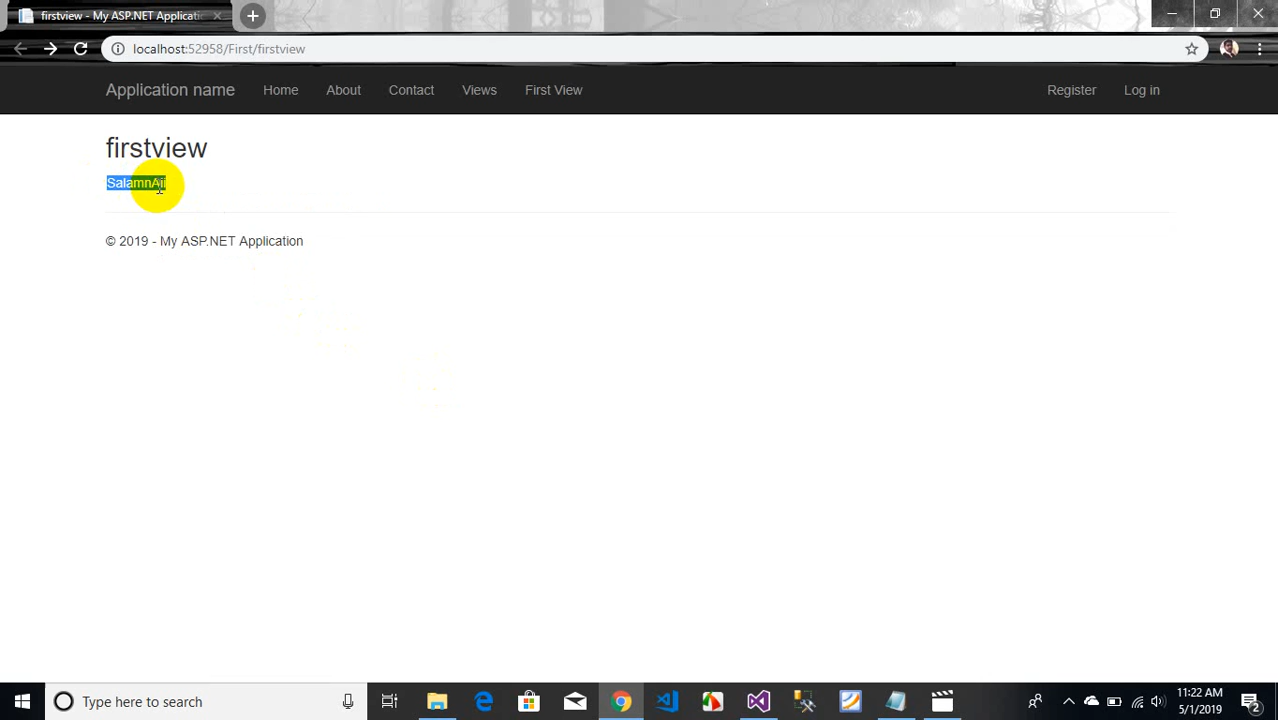 firstview - My ASP.NET Applicati
localhost:52958/First/firstview
Application name Home About Contact Views First View Register Log in
firstview
SalamnAli
© 2019 - My ASP.NET Application
Type here to search
11:22 AM
5/1/2019
2